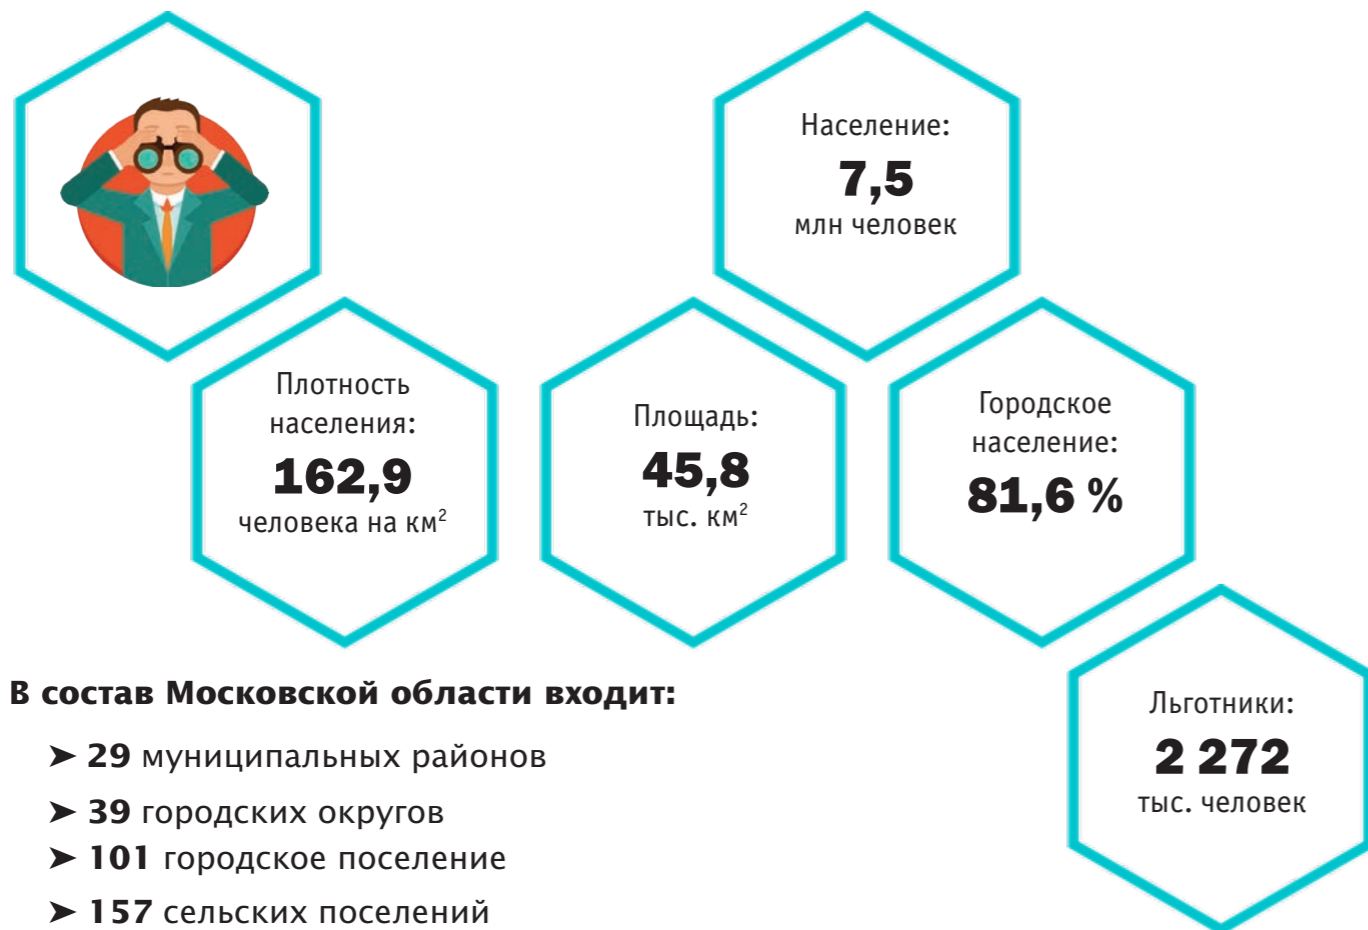 Население:
7,5
млн человек
Плотность
населения:
162,9
человека на км²
Площадь:
45,8
тыс. км²
Городское
население:
81,6 %
Льготники:
2 272
тыс. человек
В состав Московской области входит:
➤ 29 муниципальных районов
➤ 39 городских округов
➤ 101 городское поселение
➤ 157 сельских поселений